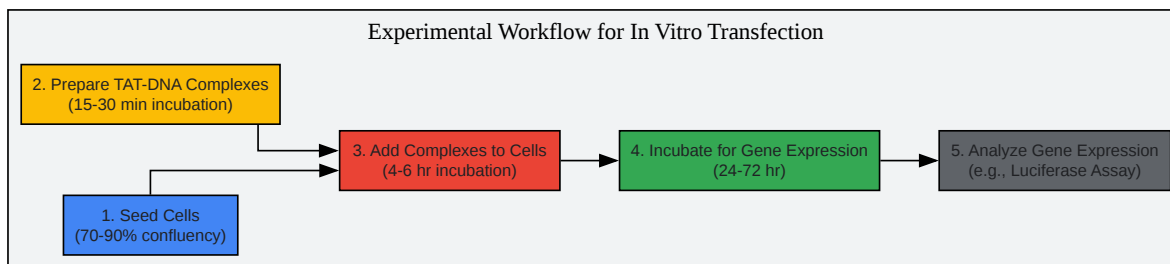 Experimental Workflow for In Vitro Transfection
2. Prepare TAT-DNA Complexes
(15-30 min incubation)
3. Add Complexes to Cells
(4-6 hr incubation)
4. Incubate for Gene Expression
(24-72 hr)
5. Analyze Gene Expression
(e.g., Luciferase Assay)
1. Seed Cells
(70-90% confluency)